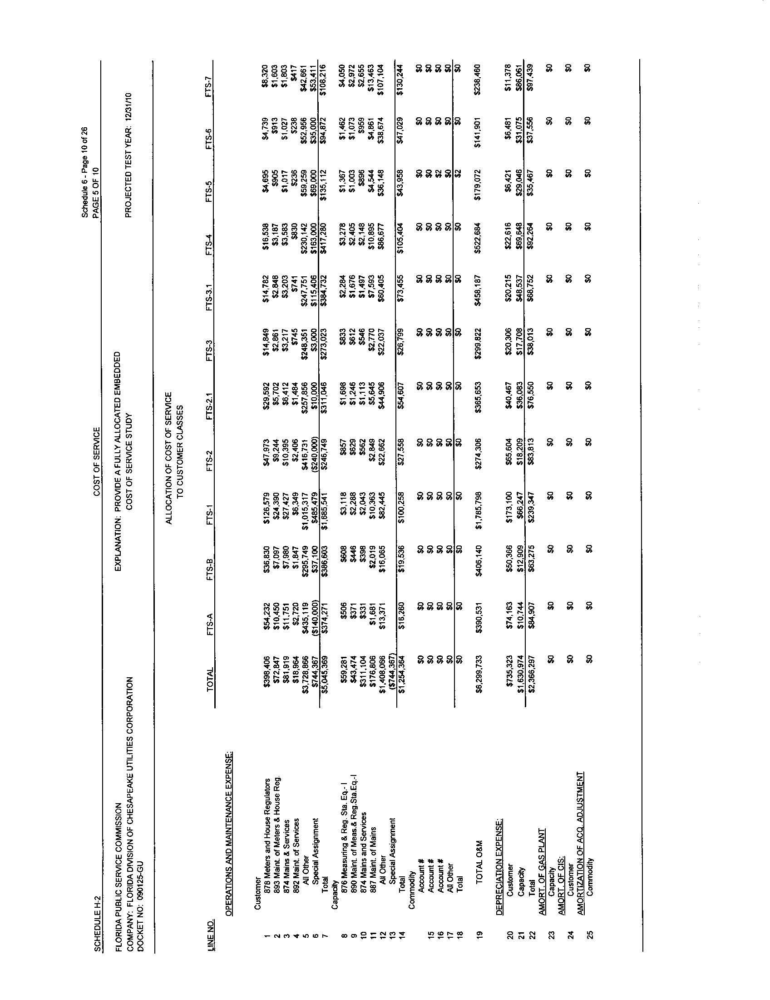 Schedule 6 - Page 10 of 26
SCHEDULE H-2 COST OF SERVICE PAGE 5 OF 10
FLORIDA PUBLIC SERVICE COMMISSION EXPLANATION: PROVIDE A FULLY ALLOCATED EMBEDDED
COMPANY: FLORIDA DIVISION OF CHESAPEAKE UTILITIES CORPORATION COST OF SERVICE STUDY PROJECTED TEST YEAR: 12/31/10
DOCKET NO: 090125-GU
ALLOCATION OF COST OF SERVICE
TO CUSTOMER CLASSES
LINE NO. TOTAL FTS-A FTS-B FTS-1 FTS-2 FTS-2.1 FTS-3 FTS-3.1 FTS-4 FTS-5 FTS-6 FTS-7
OPERATIONS AND MAINTENANCE EXPENSE:
Customer
1 878 Meters and House Regulators $398,406 $54,232 $36,830 $126,579 $47,973 $29,592 $14,849 $14,782 $16,538 $4,695 $4,739 $8,320
2 893 Maint. of Meters & House Reg. $72,847 $10,450 $7,097 $24,390 $9,244 $5,702 $2,861 $2,848 $3,187 $905 $913 $1,603
3 874 Mains & Services $81,919 $11,751 $7,980 $27,427 $10,395 $6,412 $3,217 $3,203 $3,583 $1,017 $1,027 $1,803
4 892 Maint. of Services $18,964 $2,720 $1,847 $6,349 $2,406 $1,484 $745 $741 $830 $236 $238 $417
5 All Other $3,728,866 $435,119 $295,749 $1,015,317 $416,731 $257,856 $248,351 $247,751 $230,142 $59,259 $52,956 $42,661
6 Special Assignment $744,367 ($140,000) $37,100 $485,479 ($240,000) $10,000 $3,000 $115,406 $163,000 $69,000 $35,000 $53,411
7 Total $5,045,369 $374,271 $386,603 $1,685,541 $246,749 $311,046 $273,023 $384,732 $417,280 $135,112 $94,872 $108,216
Capacity
8 876 Measuring & Reg. Sta. Eq.- I $59,281 $506 $608 $3,118 $857 $1,698 $833 $2,284 $3,278 $1,367 $1,462 $4,050
9 890 Maint. of Meas.& Reg.Sta.Eq.-I $43,474 $371 $446 $2,288 $629 $1,246 $612 $1,676 $2,405 $1,003 $1,073 $2,972
10 874 Mains and Services $311,104 $331 $398 $2,043 $562 $1,113 $546 $1,497 $2,148 $896 $959 $2,655
11 887 Maint. of Mains $176,806 $1,681 $2,019 $10,363 $2,849 $5,645 $2,770 $7,593 $10,895 $4,544 $4,861 $13,463
12 All Other $1,408,066 $13,371 $16,065 $82,445 $22,662 $44,906 $22,037 $60,405 $86,677 $36,148 $38,674 $107,104
13 Special Assignment ($744,367)
14 Total $1,254,364 $16,260 $19,536 $100,258 $27,558 $54,607 $26,799 $73,455 $105,404 $43,958 $47,029 $130,244
Commodity
Account # $0 $0 $0 $0 $0 $0 $0 $0 $0 $0 $0 $0
15 Account # $0 $0 $0 $0 $0 $0 $0 $0 $0 $0 $0 $0
16 Account # $0 $0 $0 $0 $0 $0 $0 $0 $0 $2 $0 $0
17 All Other $0 $0 $0 $0 $0 $0 $0 $0 $0 $0 $0 $0
18 Total $0 $0 $0 $0 $0 $0 $0 $0 $0 $2 $0 $0
19 TOTAL O&M $6,299,733 $390,531 $406,140 $1,785,798 $274,306 $365,653 $299,822 $458,187 $522,684 $179,072 $141,901 $238,460
DEPRECIATION EXPENSE:
20 Customer $735,323 $74,163 $50,366 $173,100 $65,604 $40,467 $20,306 $20,215 $22,616 $6,421 $6,481 $11,378
21 Capacity $1,630,974 $10,744 $12,909 $66,247 $18,209 $36,083 $17,708 $48,537 $69,648 $29,046 $31,075 $86,061
22 Total $2,366,297 $84,907 $63,275 $239,347 $83,813 $76,550 $38,013 $68,752 $92,264 $35,467 $37,556 $97,439
AMORT. OF GAS PLANT
23 Capacity $0 $0 $0 $0 $0 $0 $0 $0 $0 $0 $0 $0
AMORT. OF CIS:
24 Customer $0 $0 $0 $0 $0 $0 $0 $0 $0 $0 $0 $0
AMORTIZATION OF ACQ. ADJUSTMENT
25 Commodity $0 $0 $0 $0 $0 $0 $0 $0 $0 $0 $0 $0